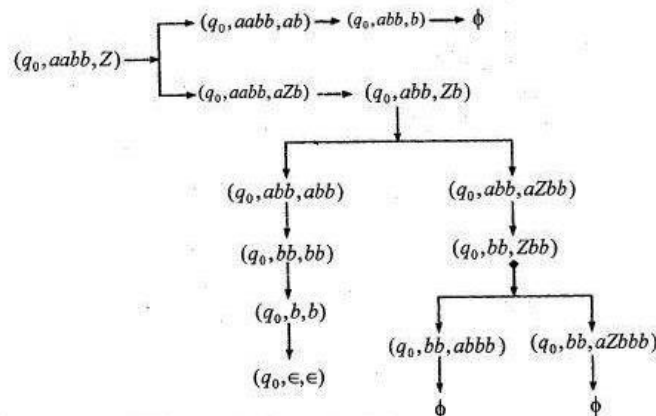 (q₀,aabb,ab) (q₀,abb,b) ϕ
(q₀,aabb,Z)
(q₀,aabb,aZb) (q₀,abb,Zb)
(q₀,abb,abb) (q₀,abb,aZbb)
(q₀,bb,bb) (q₀,bb,Zbb)
(q₀,b,b)
(q₀,bb,abbb) (q₀,bb,aZbbb)
(q₀,∈,∈)
ϕ ϕ